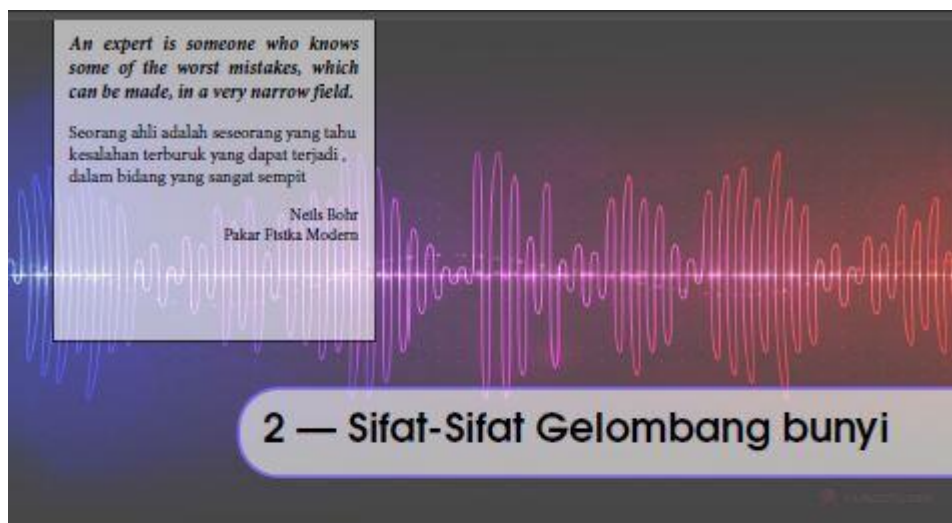 An expert is someone who knows
some of the worst mistakes, which
can be made, in a very narrow field.
Seorang ahli adalah seseorang yang tahu
kesalahan terburuk yang dapat terjadi ,
dalam bidang yang sangat sempit
Neils Bohr
Pakar Fisika Modern
2 — Sifat-Sifat Gelombang bunyi